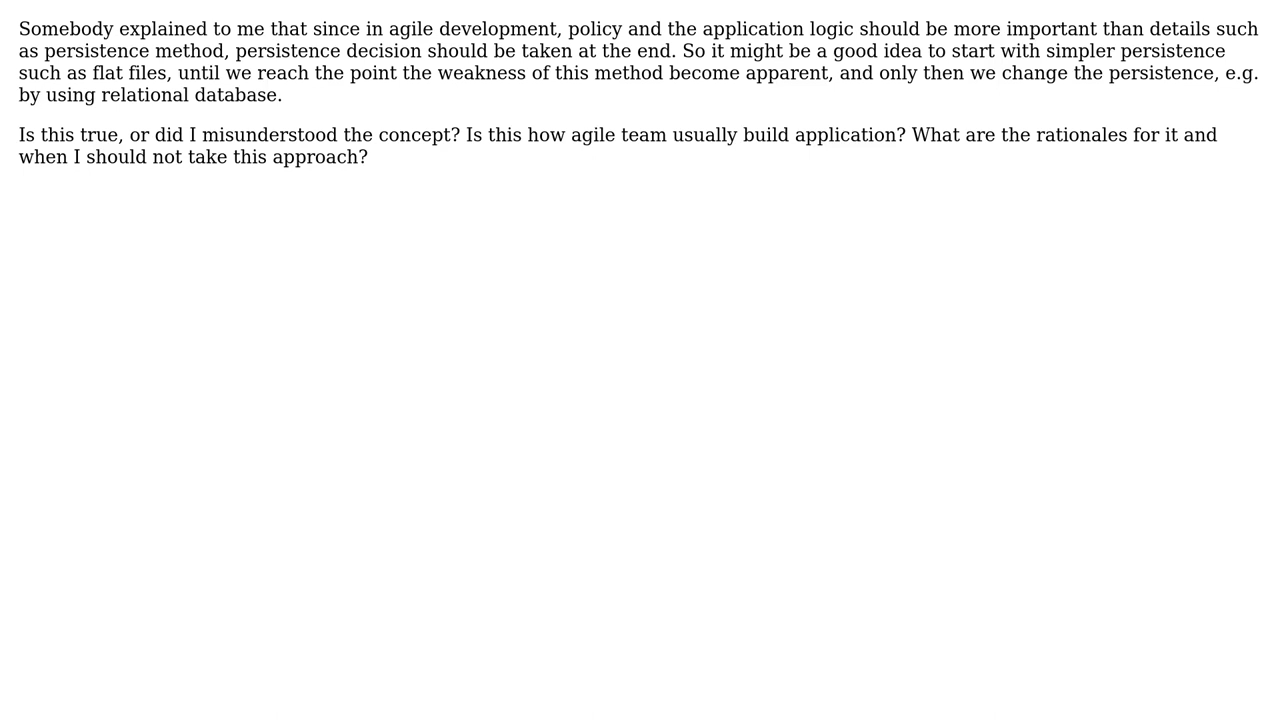 Somebody explained to me that since in agile development, policy and the application logic should be more important than details such
as persistence method, persistence decision should be taken at the end. So it might be a good idea to start with simpler persistence
such as flat files, until we reach the point the weakness of this method become apparent, and only then we change the persistence, e.g.
by using relational database.
Is this true, or did I misunderstood the concept? Is this how agile team usually build application? What are the rationales for it and
when I should not take this approach?